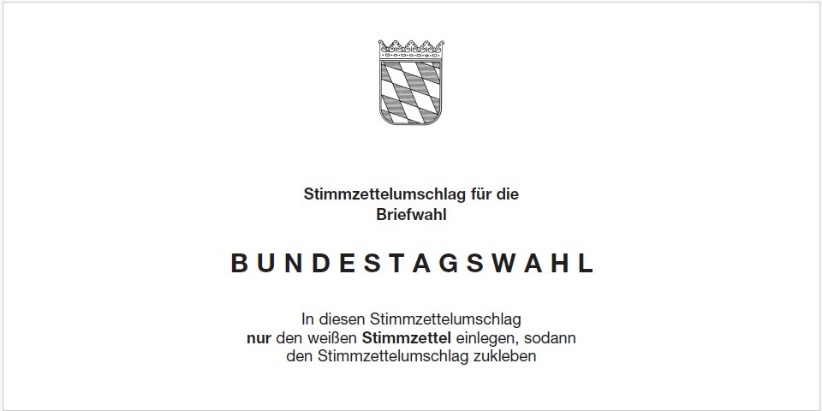 Stimmzettelumschlag für die
Briefwahl
BUNDESTAGSWAHL
In diesen Stimmzettelumschlag
nur den weißen Stimmzettel einlegen, sodann
den Stimmzettelumschlag zukleben